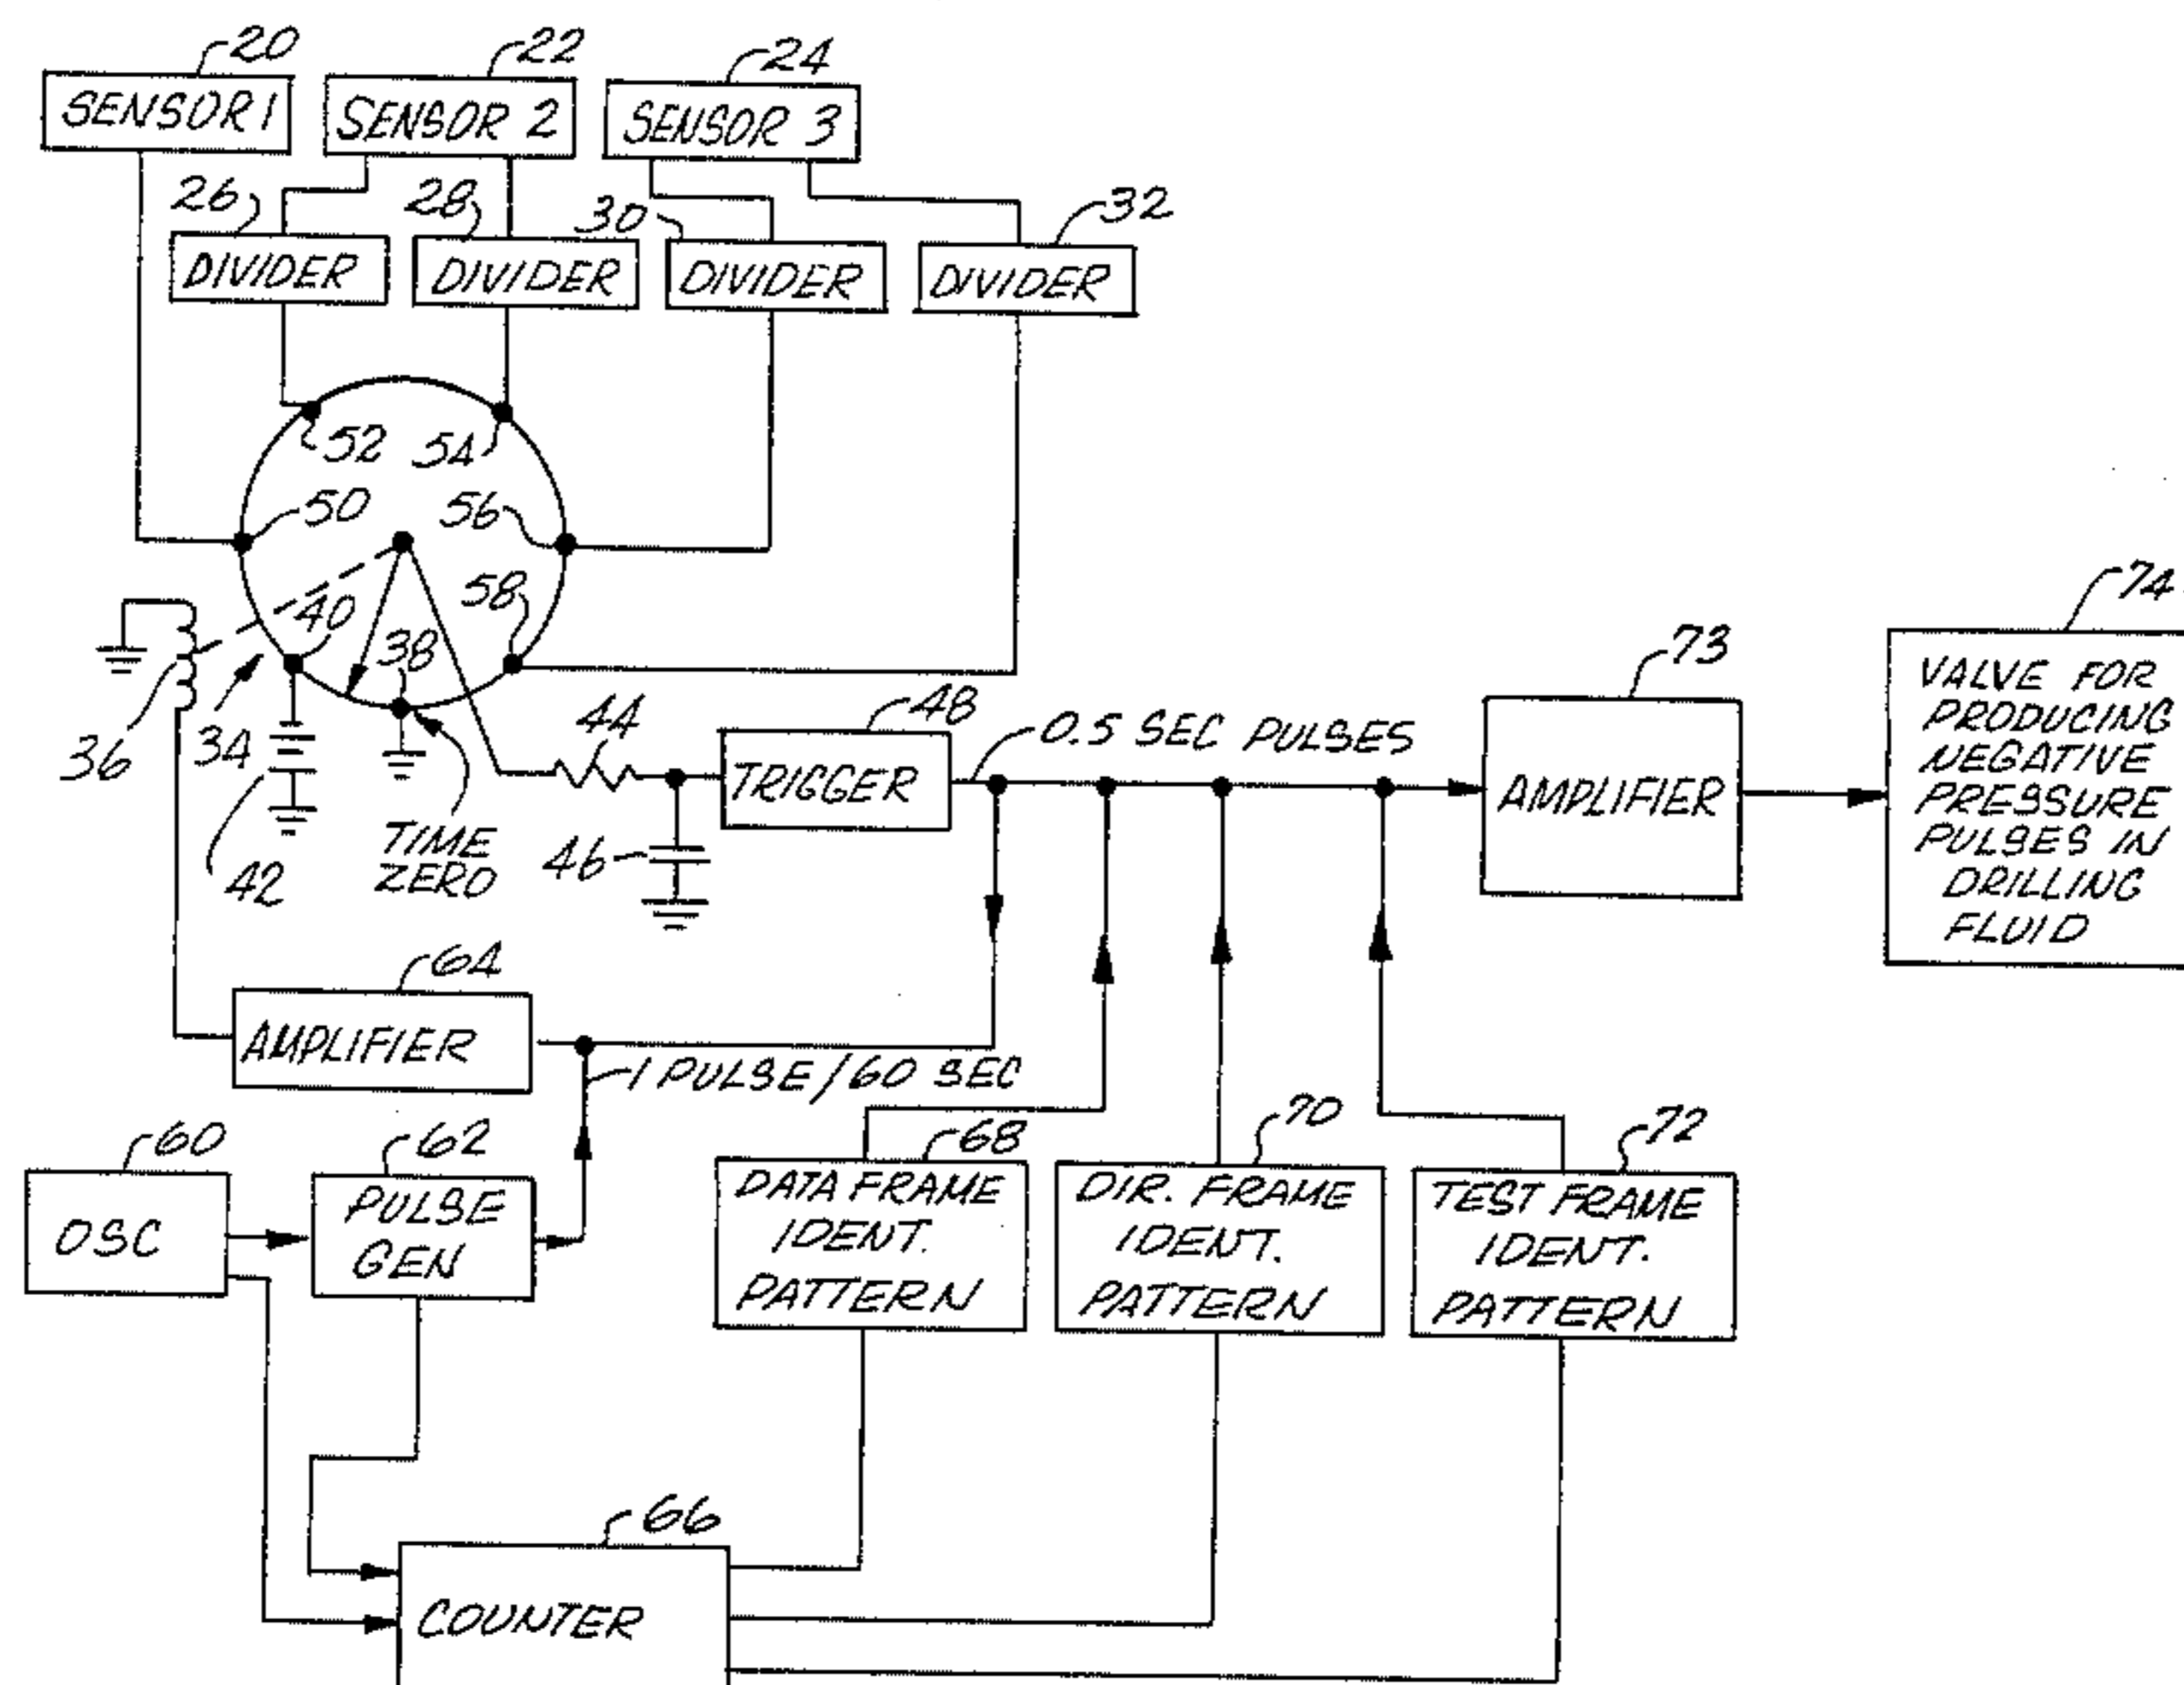 20
22
24
SENSOR 1
SENSOR 2
SENSOR 3
26
28
30
32
DIVIDER
DIVIDER
DIVIDER
DIVIDER
52
54
50
56
58
40
38
36
34
42
TIME
ZERO
44
46
48
TRIGGER
0.5 SEC PULSES
73
AMPLIFIER
74
VALVE FOR
PRODUCING
NEGATIVE
PRESSURE
PULSES IN
DRILLING
FLUID
64
AMPLIFIER
1 PULSE/60 SEC
60
OSC
62
PULSE
GEN
68
DATA FRAME
IDENT.
PATTERN
70
DIR. FRAME
IDENT.
PATTERN
72
TEST FRAME
IDENT.
PATTERN
66
COUNTER